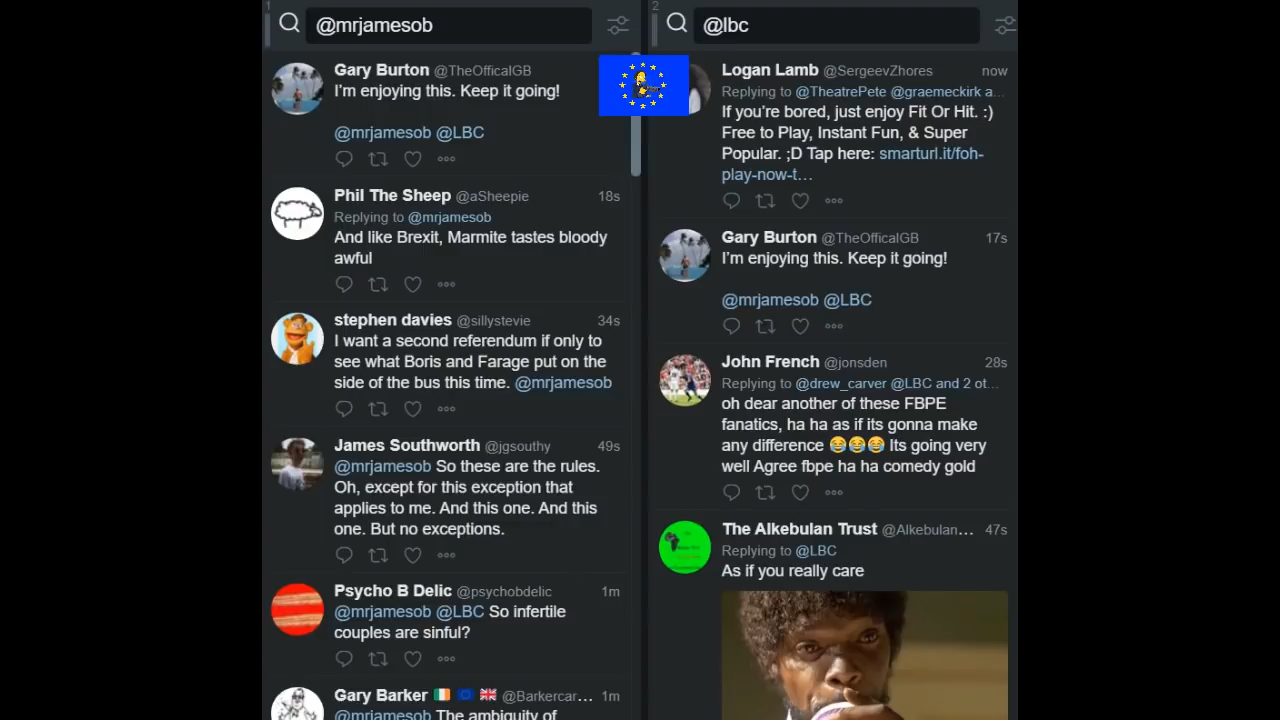 1
@mrjamesob
Gary Burton @TheOfficalGB
I'm enjoying this. Keep it going!
@mrjamesob @LBC
Phil The Sheep @aSheepie 18s
Replying to @mrjamesob
And like Brexit, Marmite tastes bloody
awful
stephen davies @sillystevie 34s
I want a second referendum if only to
see what Boris and Farage put on the
side of the bus this time. @mrjamesob
James Southworth @jgsouthy 49s
@mrjamesob So these are the rules.
Oh, except for this exception that
applies to me. And this one. And this
one. But no exceptions.
Psycho B Delic @psychobdelic 1m
@mrjamesob @LBC So infertile
couples are sinful?
Gary Barker 🇮🇪 🇪🇺 🇬🇧 @Barkercar... 1m
@mrjamesob The ambiguity of
2
@lbc
Logan Lamb @SergeevZhores now
Replying to @TheatrePete @graemeckirk a...
If you're bored, just enjoy Fit Or Hit. :)
Free to Play, Instant Fun, & Super
Popular. ;D Tap here: smarturl.it/foh-
play-now-t…
Gary Burton @TheOfficalGB 17s
I'm enjoying this. Keep it going!
@mrjamesob @LBC
John French @jonsden 28s
Replying to @drew_carver @LBC and 2 ot...
oh dear another of these FBPE
fanatics, ha ha as if its gonna make
any difference 😂😂😂 Its going very
well Agree fbpe ha ha comedy gold
The Alkebulan Trust @Alkebulan... 47s
Replying to @LBC
As if you really care